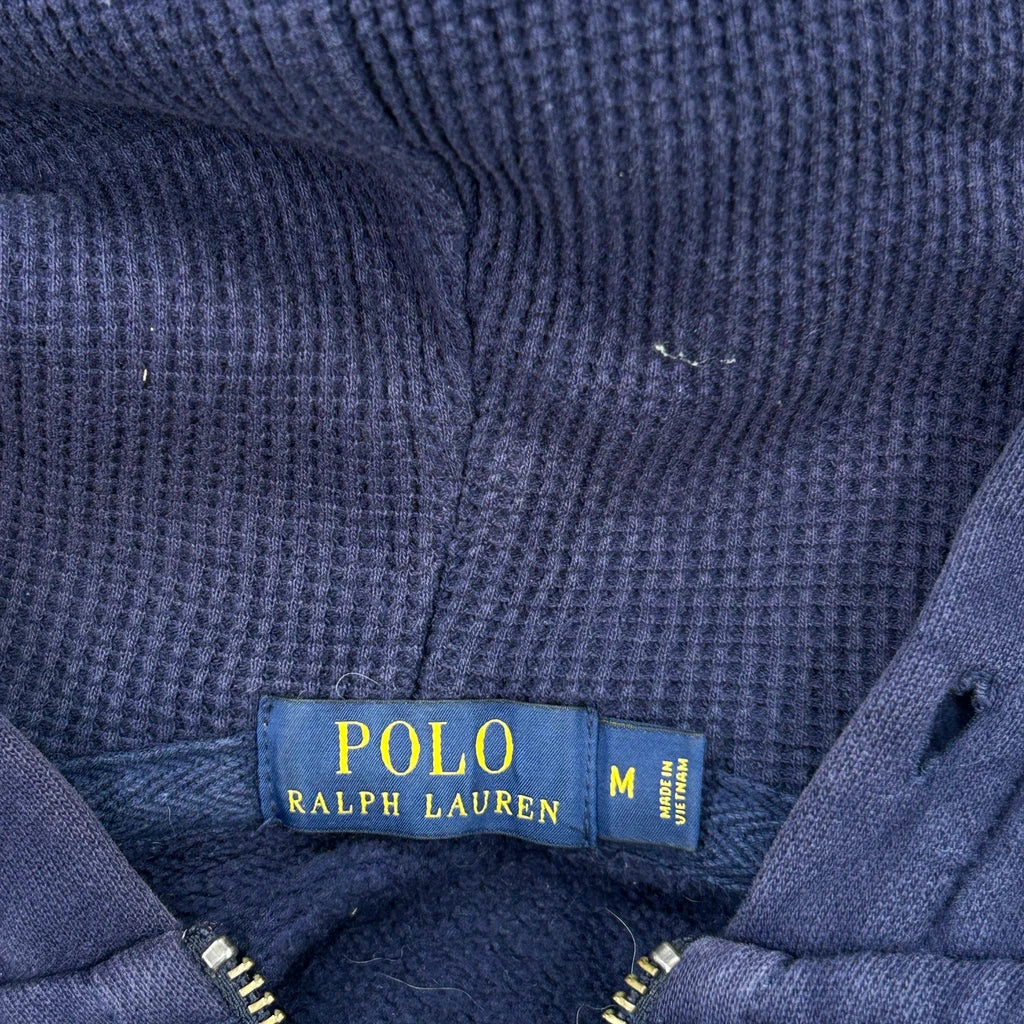 POLO
RALPH LAUREN
M
MADE IN
VIETNAM